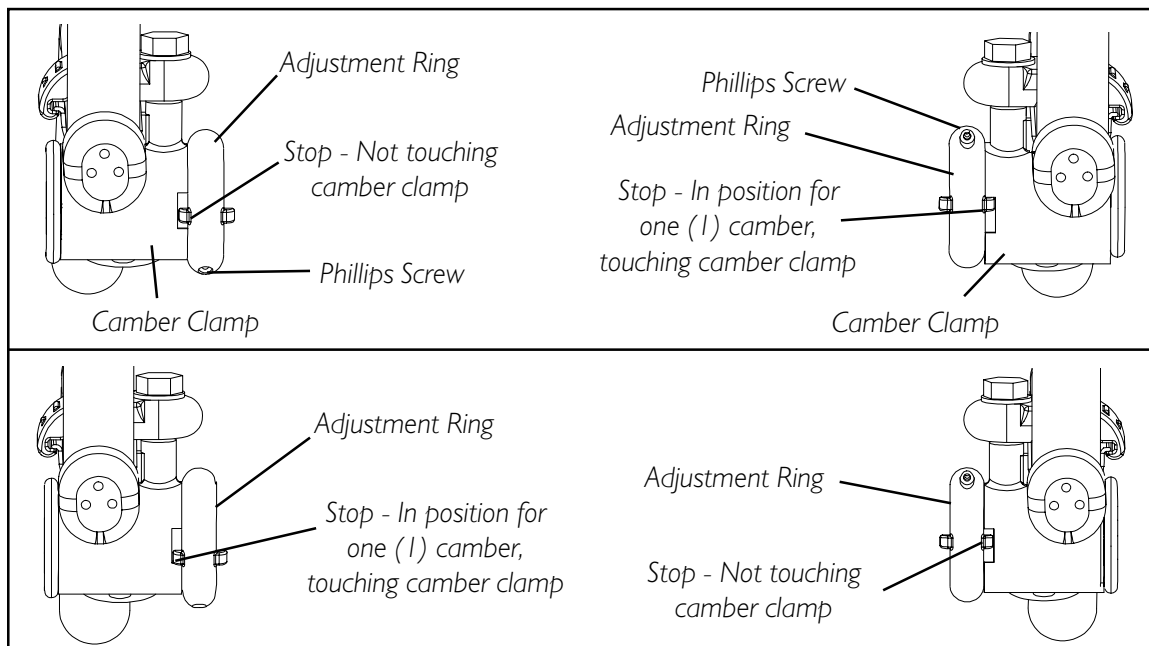 Adjustment Ring
Stop - Not touching
camber clamp
Phillips Screw
Camber Clamp
Phillips Screw
Adjustment Ring
Stop - In position for
one (1) camber,
touching camber clamp
Camber Clamp
Adjustment Ring
Stop - In position for
one (1) camber,
touching camber clamp
Adjustment Ring
Stop - Not touching
camber clamp